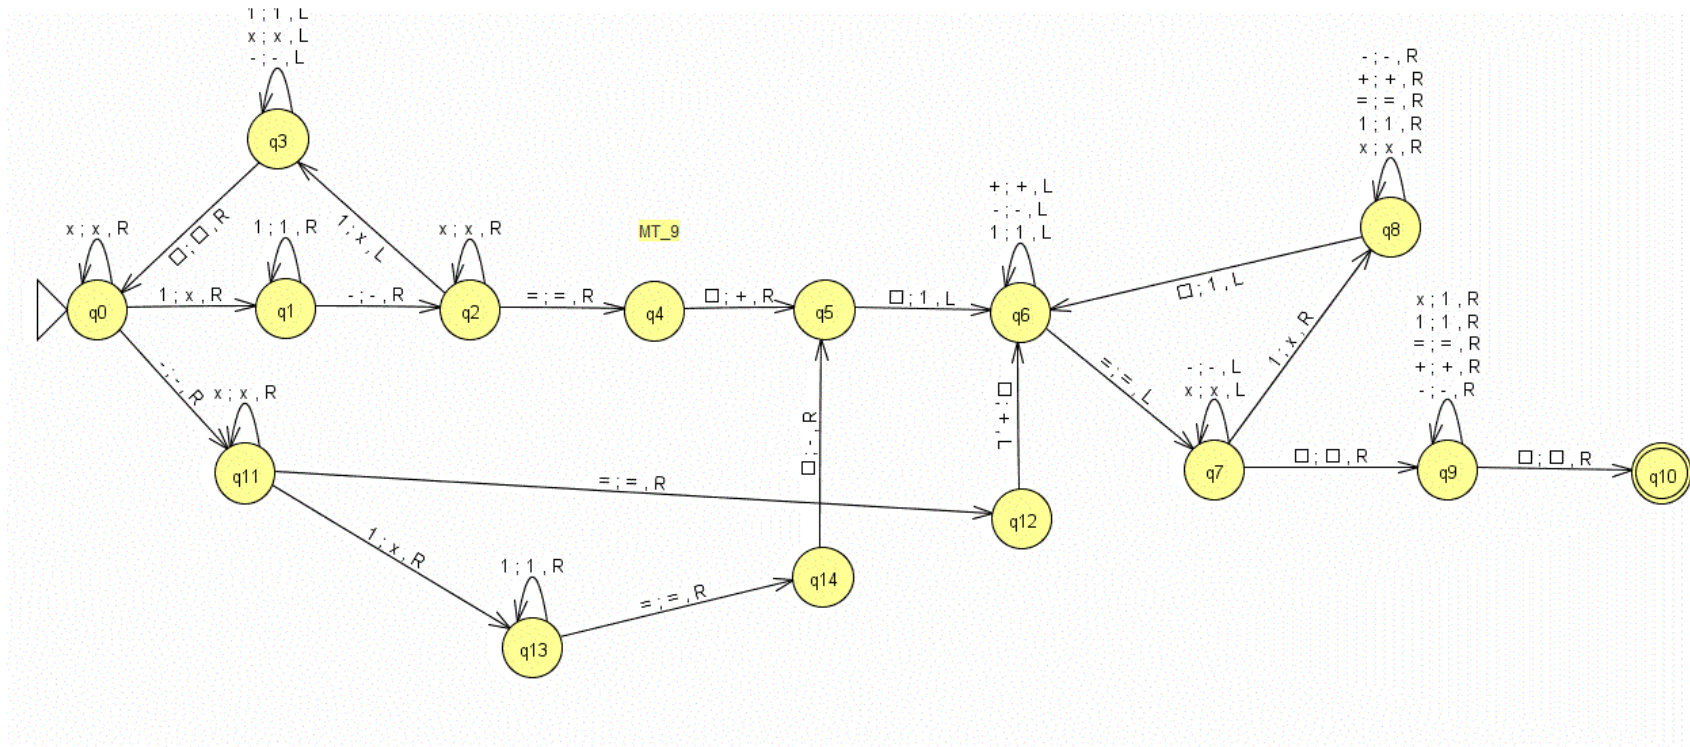 1 ; 1 , L
x ; x , L
- ; - , L
q3
x ; x , R
q0
1 ; x , R
1 ; 1 , R
q1
- ; - , R
x ; x , R
q2
□ ; □ , R
1 ; x , L
= ; = , R
MT_9
q4
□ ; + , R
q5
□ ; 1 , L
+ ; + , L
- ; - , L
1 ; 1 , L
q6
- ; - , R
+ ; + , R
= ; = , R
1 ; 1 , R
x ; x , R
q8
□ ; 1 , L
1 ; x , R
= ; = , L
- ; - , L
x ; x , L
q7
□ ; □ , R
x ; 1 , R
1 ; 1 , R
= ; = , R
+ ; + , R
- ; - , R
q9
□ ; □ , R
q10
- ; - , R
x ; x , R
q11
= ; = , R
q12
□ ; + , L
1 ; x , R
1 ; 1 , R
q13
= ; = , R
q14
□ ; - , R